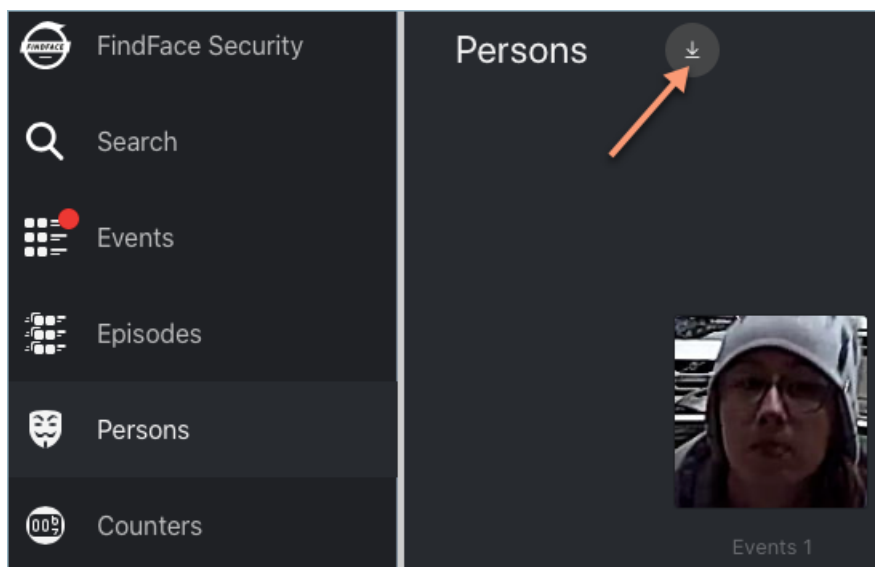 FINDFACE
FindFace Security
Search
Events
Episodes
Persons
Counters
Persons
Events 1